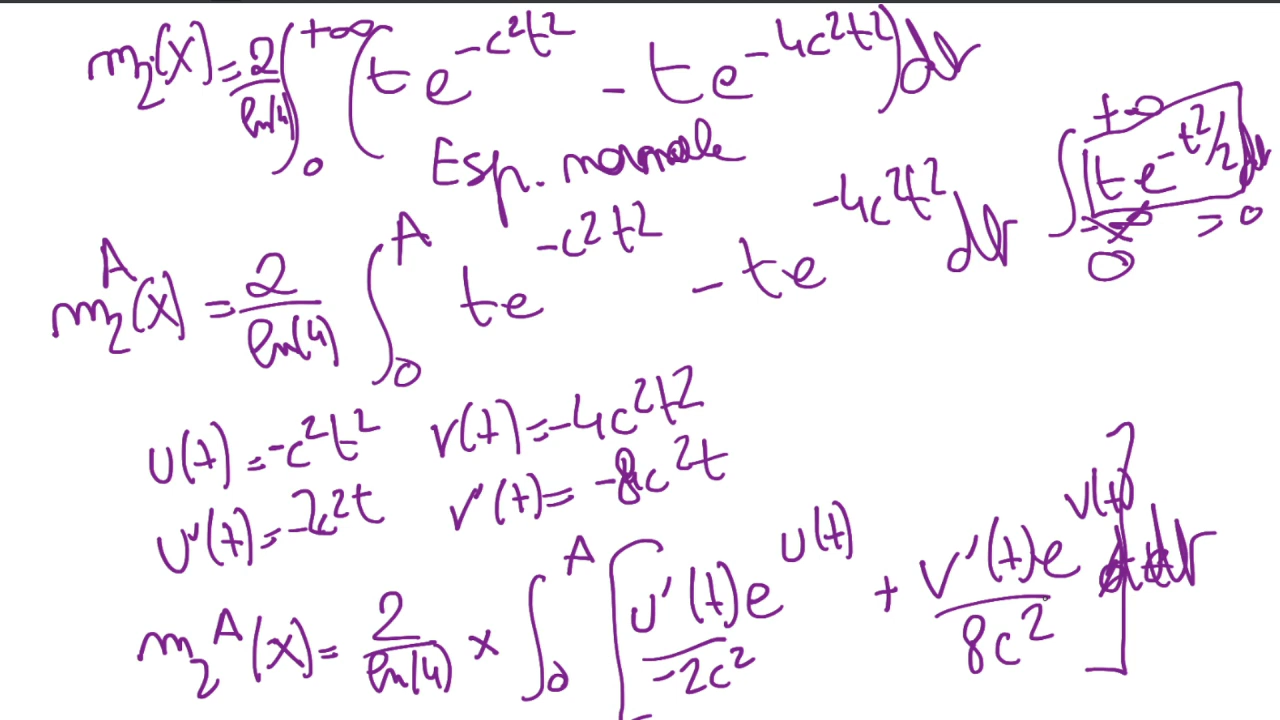 m₂(X) = 2/ln(4) ∫₀^{+∞} (te^{-c²t²} - te^{-4c²t²}) dt
Esp. normale
∫₀^{+∞} te^{-t²/2} dt
= 0
m₂^A(X) = 2/ln(4) ∫₀^A te^{-c²t²} - te^{-4c²t²} dt
U(t) = -c²t² V(t) = -4c²t²
U'(t) = -2c²t V'(t) = -8c²t
m₂^A(X) = 2/ln(4) × ∫₀^A [U'(t)e^{U(t)}/-2c² + V'(t)e^{V(t)}/8c²] dt